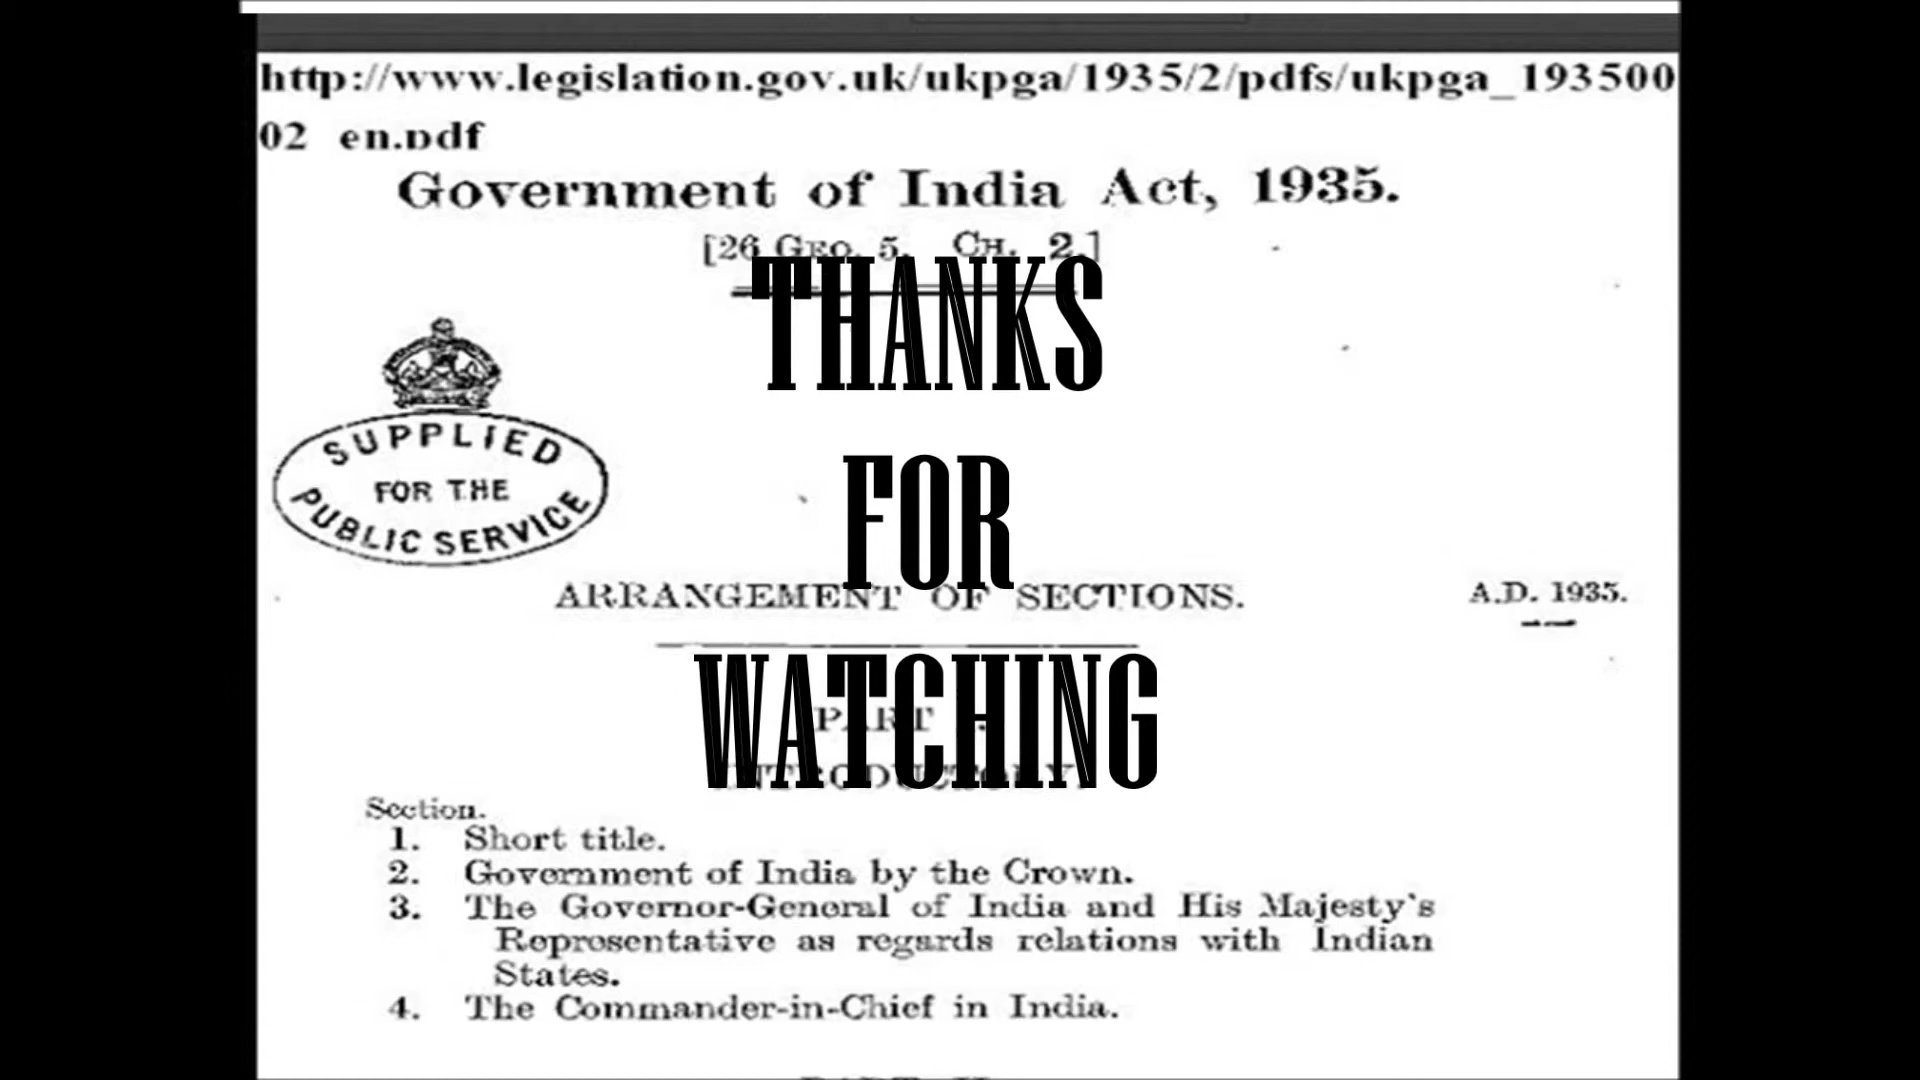 http://www.legislation.gov.uk/ukpga/1935/2/pdfs/ukpga_193500
02_en.pdf
Government of India Act, 1935.
[26 GEO. 5. CH. 2.]
THANKS
FOR
WATCHING
SUPPLIED
FOR THE
PUBLIC SERVICE
ARRANGEMENT OF SECTIONS.
A.D. 1935.
PART
INTRODUCTORY
Section.
1. Short title.
2. Government of India by the Crown.
3. The Governor-General of India and His Majesty's
Representative as regards relations with Indian
States.
4. The Commander-in-Chief in India.